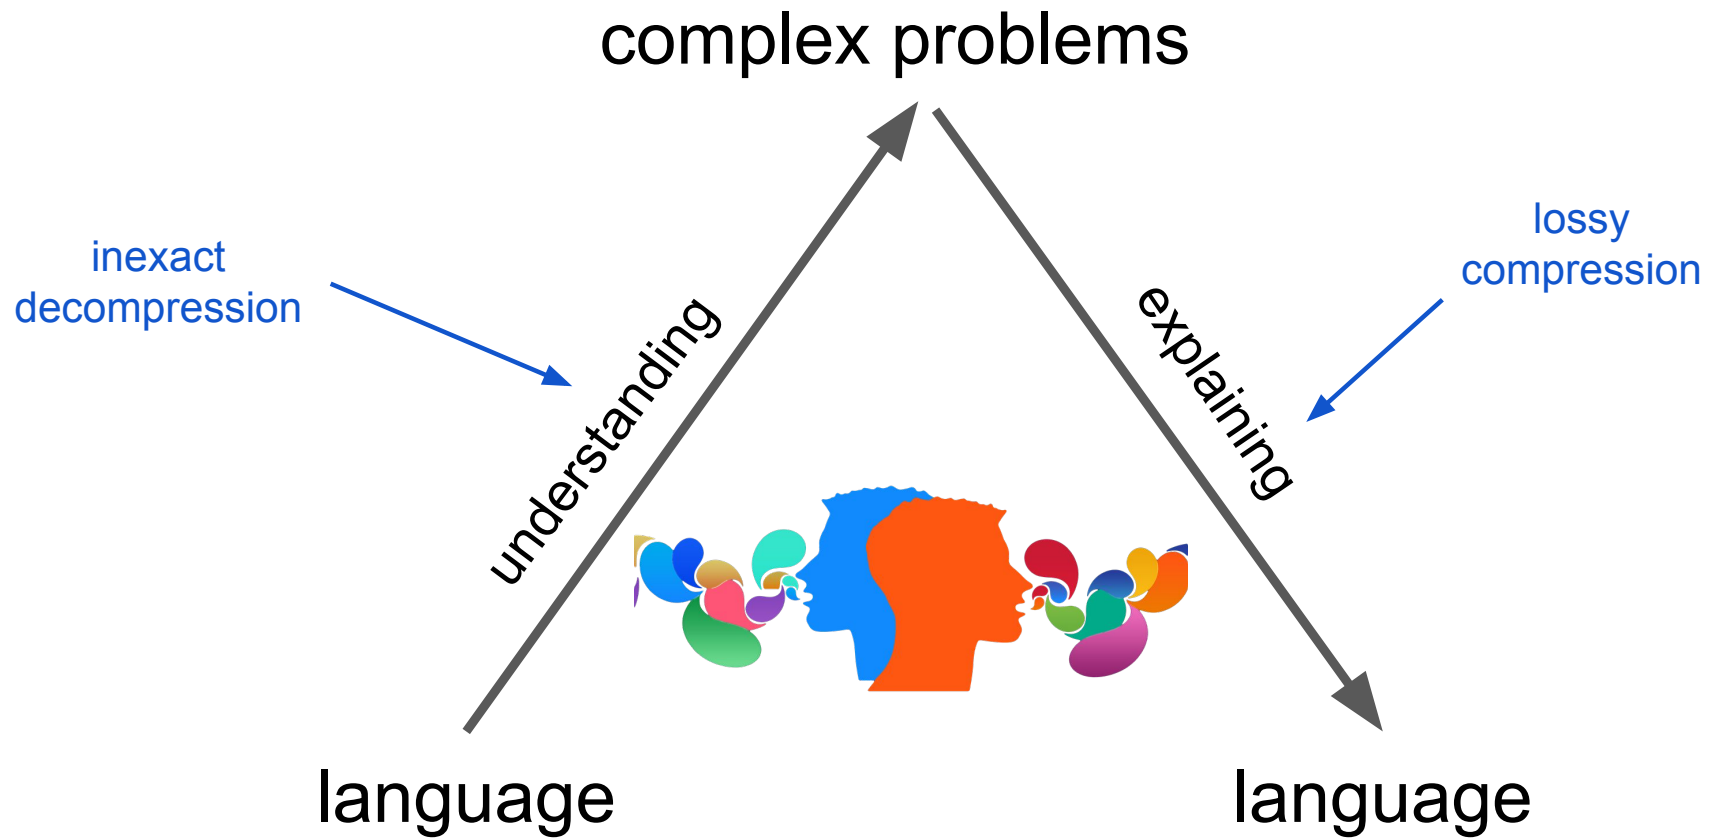 complex problems
inexact
decompression
lossy
compression
understanding
explaining
language
language